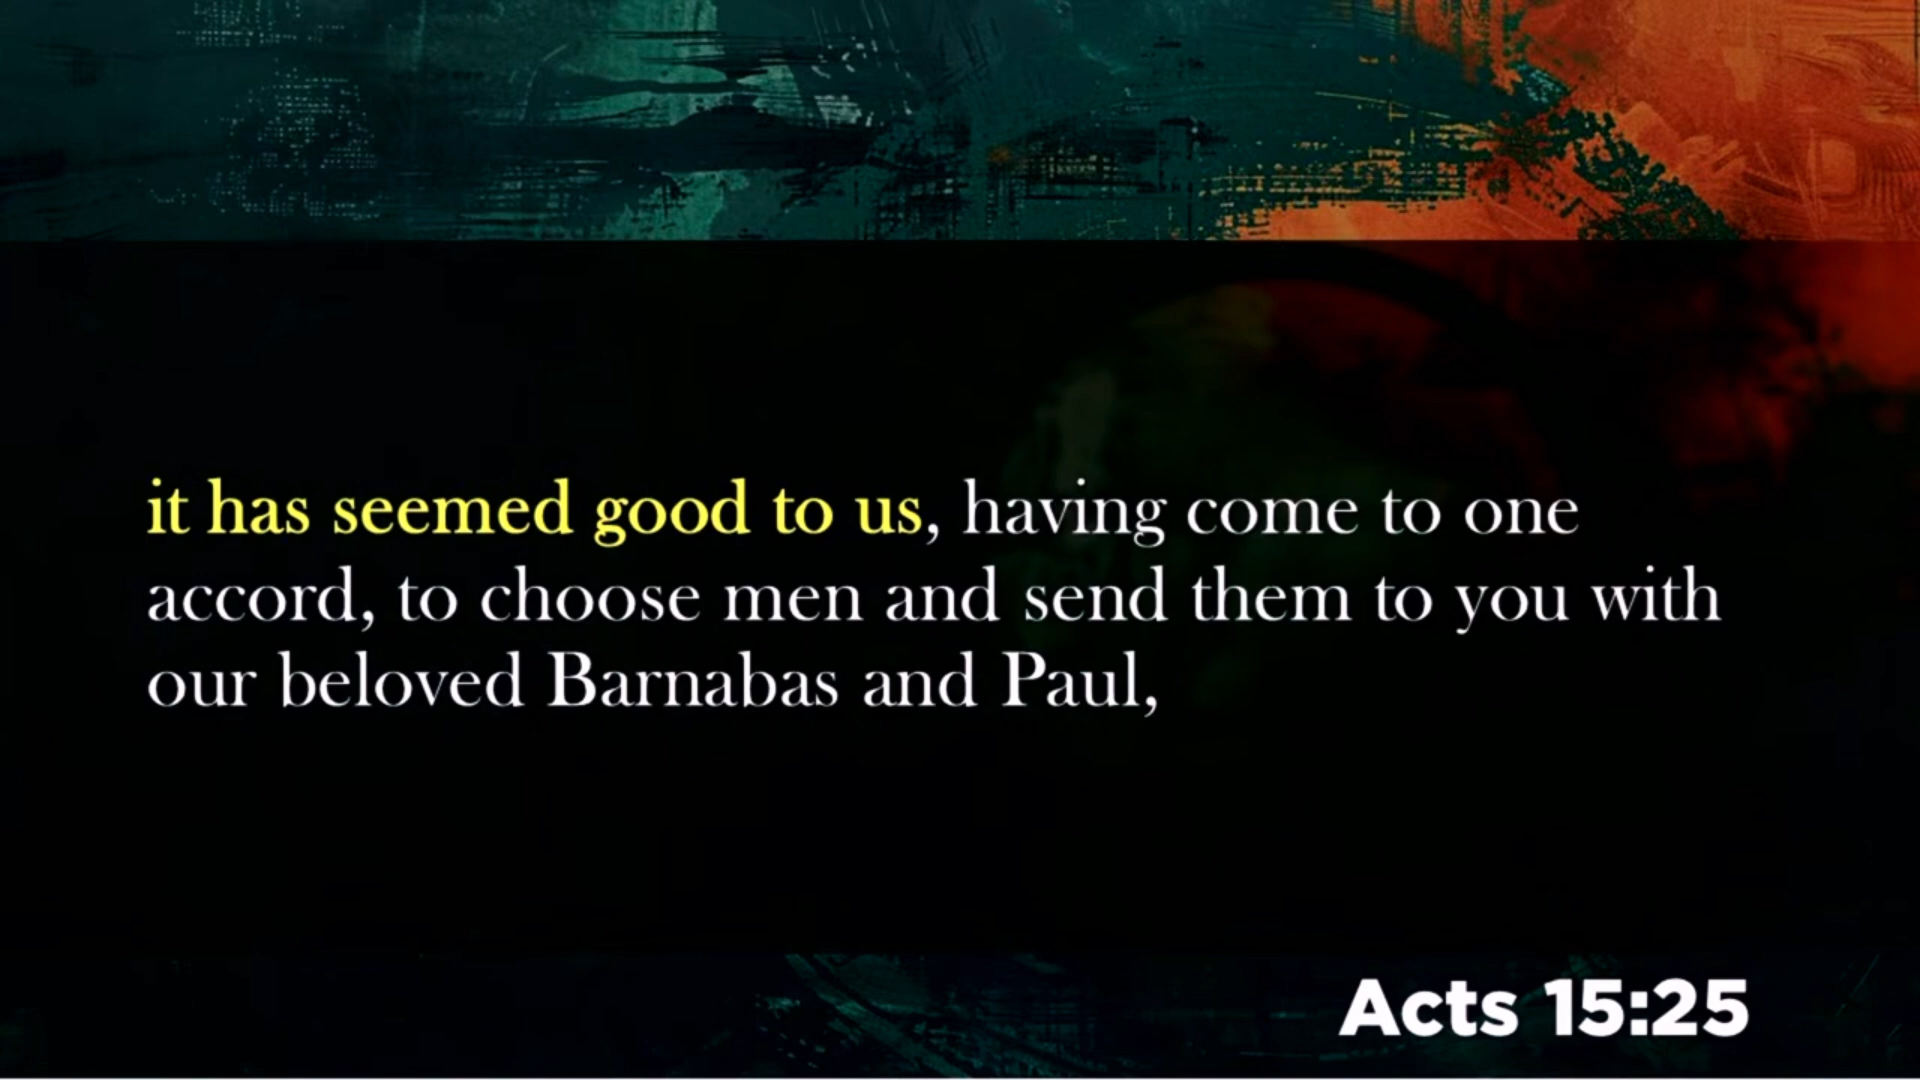 it has seemed good to us, having come to one
accord, to choose men and send them to you with
our beloved Barnabas and Paul,
Acts 15:25